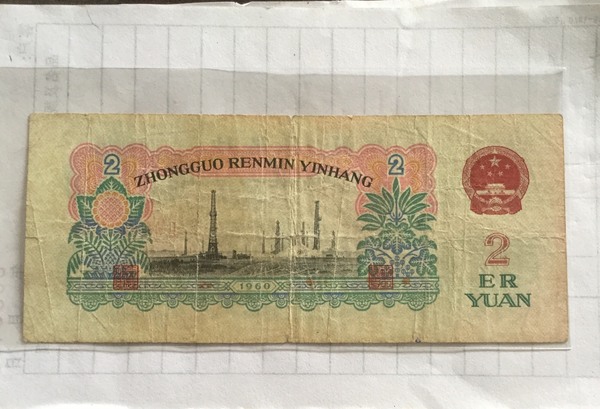 2
2
ZHONGGUO RENMIN YINHANG
1960
2
ER
YUAN